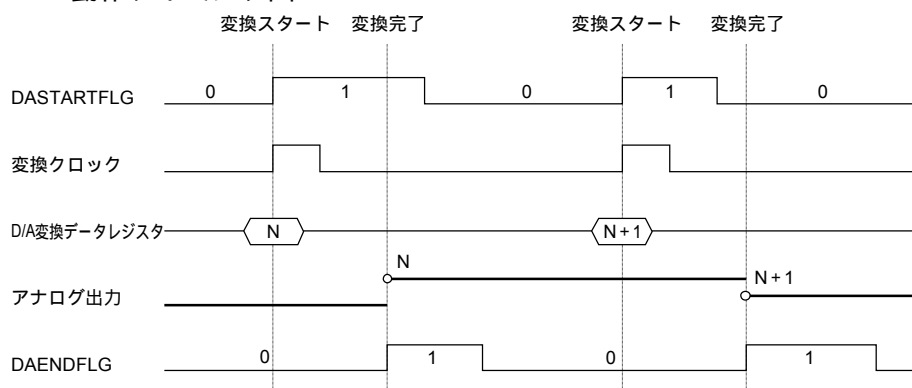 変換スタート 変換完了 変換スタート 変換完了
DASTARTFLG 0 1 0 1 0
変換クロック
D/A変換データレジスタ N N+1
N
N+1
アナログ出力
DAENDFLG 0 1 0 1